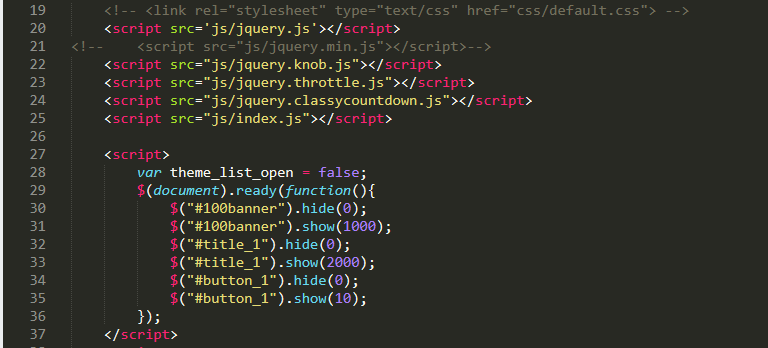 19 <!-- <link rel="stylesheet" type="text/css" href="css/default.css"> -->
20 <script src='js/jquery.js'></script>
21 <!--    <script src="js/jquery.min.js"></script>-->
22 <script src="js/jquery.knob.js"></script>
23 <script src="js/jquery.throttle.js"></script>
24 <script src="js/jquery.classycountdown.js"></script>
25 <script src="js/index.js"></script>
26
27 <script>
28     var theme_list_open = false;
29     $(document).ready(function(){
30         $("#100banner").hide(0);
31         $("#100banner").show(1000);
32         $("#title_1").hide(0);
33         $("#title_1").show(2000);
34         $("#button_1").hide(0);
35         $("#button_1").show(10);
36     });
37 </script>